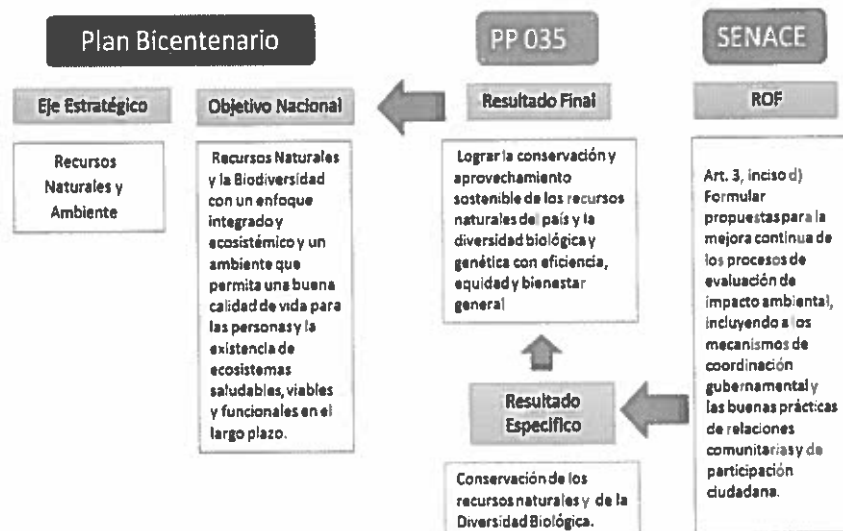 Plan Bicentenario
Eje Estratégico
Recursos
Naturales y
Ambiente
Objetivo Nacional
Recursos Naturales
y la Biodiversidad
con un enfoque
integrado y
ecosistémico y un
ambiente que
permita una buena
calidad de vida para
las personas y la
existencia de
ecosistemas
saludables, viables
y funcionales en el
largo plazo.
PP 035
Resultado Final
Lograr la conservación y
aprovechamiento
sostenible de los recursos
naturales del país y la
diversidad biológica y
genética con eficiencia,
equidad y bienestar
general
Resultado
Específico
Conservación de los
recursos naturales y de la
Diversidad Biológica.
SENACE
ROF
Art. 3, inciso d)
Formular
propuestas para la
mejora continua de
los procesos de
evaluación de
impacto ambiental,
incluyendo a los
mecanismos de
coordinación
gubernamental y
las buenas prácticas
de relaciones
comunitarias y de
participación
ciudadana.